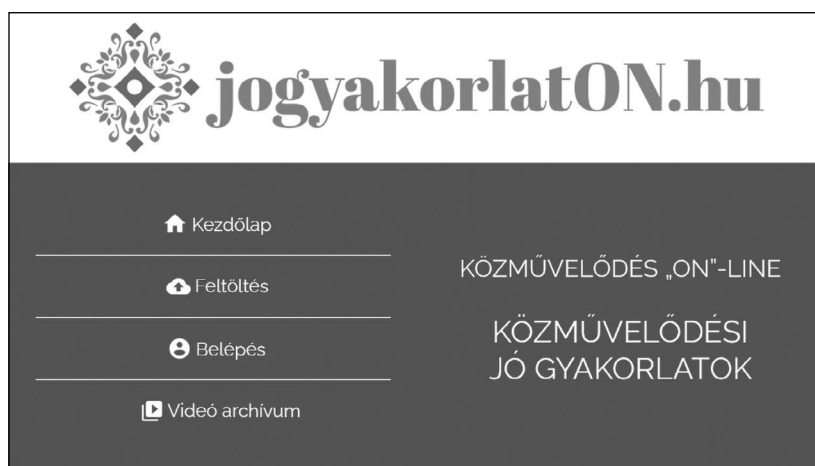 jogyakorlatON.hu
Kezdőlap
Feltöltés
Belépés
Videó archívum
KÖZMŰVELŐDÉS „ON”-LINE
KÖZMŰVELŐDÉSI
JÓ GYAKORLATOK